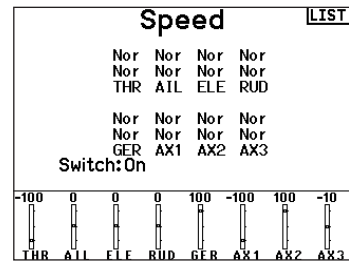 Speed
LIST
Nor Nor Nor Nor
Nor Nor Nor Nor
THR AIL ELE RUD
Nor Nor Nor Nor
Nor Nor Nor Nor
GER AX1 AX2 AX3
Switch:On
-100 0 0 0 100 -100 100 -10
THR AIL ELE RUD GER AX1 AX2 AX3